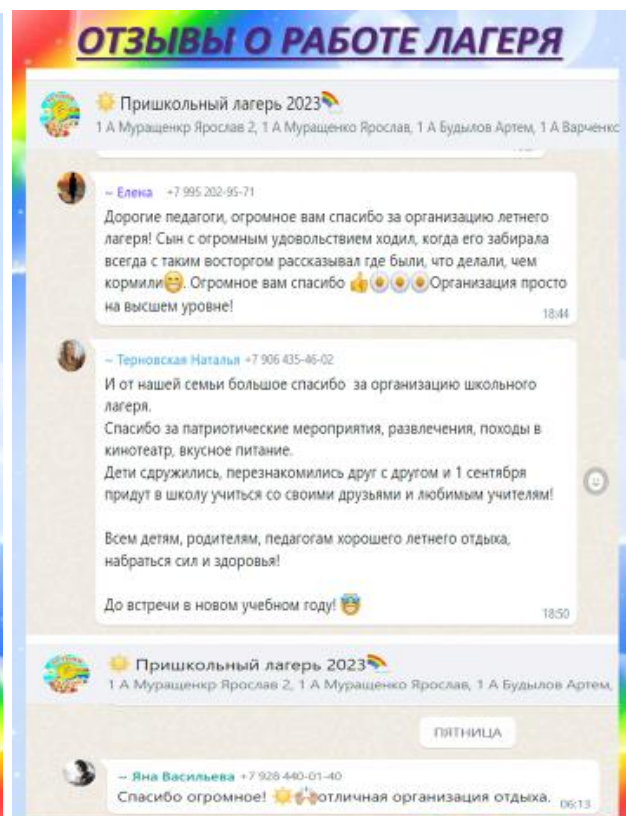 ОТЗЫВЫ О РАБОТЕ ЛАГЕРЯ
Пришкольный лагерь 2023
1 А Муращенкр Ярослав 2, 1 А Муращенко Ярослав, 1 А Будылов Артем, 1 А Варченко
~ Елена +7 995 202-95-71
Дорогие педагоги, огромное вам спасибо за организацию летнего
лагеря! Сын с огромным удовольствием ходил, когда его забирала
всегда с таким восторгом рассказывал где были, что делали, чем
кормили😁. Огромное вам спасибо 👍 Организация просто
на высшем уровне!
18:44
~ Терновская Наталья +7 906 435-46-02
И от нашей семьи большое спасибо за организацию школьного
лагеря.
Спасибо за патриотические мероприятия, развлечения, походы в
кинотеатр, вкусное питание.
Дети сдружились, перезнакомились друг с другом и 1 сентября
придут в школу учиться со своими друзьями и любимым учителям!
Всем детям, родителям, педагогам хорошего летнего отдыха,
набраться сил и здоровья!
До встречи в новом учебном году!
18:50
Пришкольный лагерь 2023
1 А Муращенкр Ярослав 2, 1 А Муращенко Ярослав, 1 А Будылов Артем,
ПЯТНИЦА
~ Яна Васильева +7 928 440-01-40
Спасибо огромное! отличная организация отдыха.
06:13